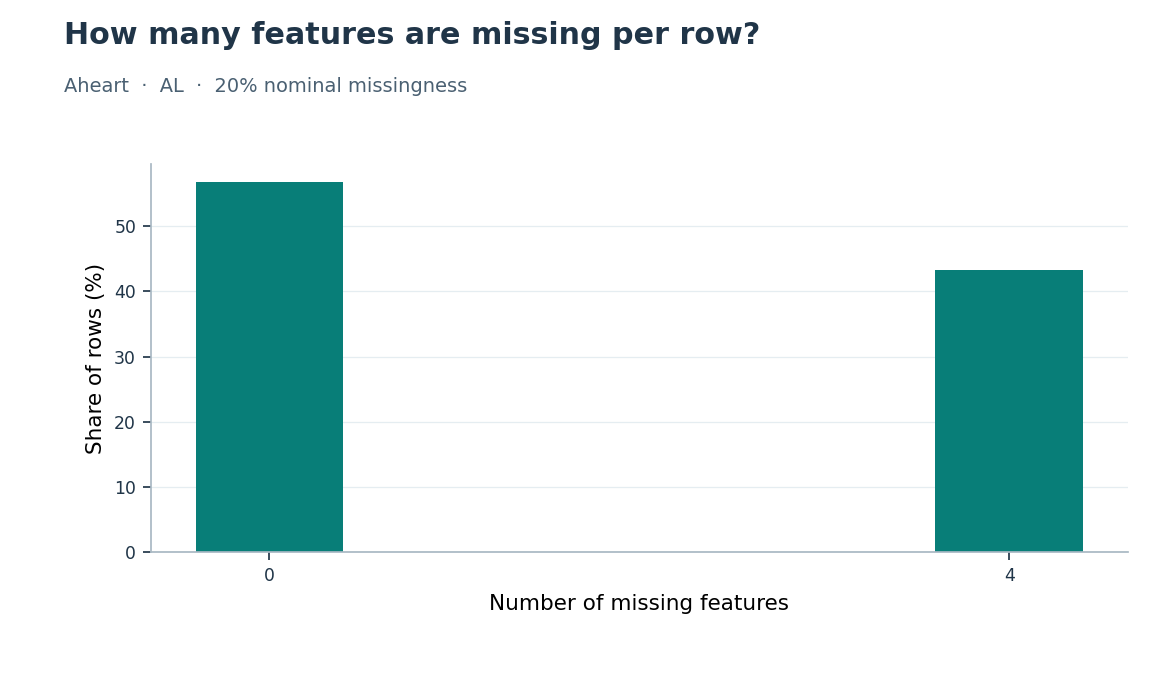 How many features are missing per row?
Aheart · AL · 20% nominal missingness
50
40
30
20
10
0
Share of rows (%)
0 4
Number of missing features